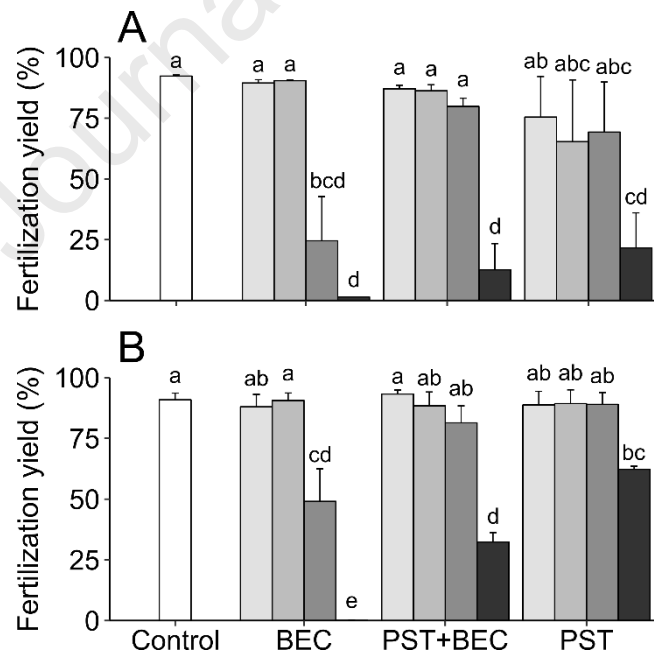 Journa
A
Fertilization yield (%)
100
75
50
25
0
a
a a
bcd
d
a a a
d
ab abc abc
cd
B
Fertilization yield (%)
100
75
50
25
0
a
ab a
cd
e
a ab ab
d
ab ab ab
bc
Control BEC PST+BEC PST